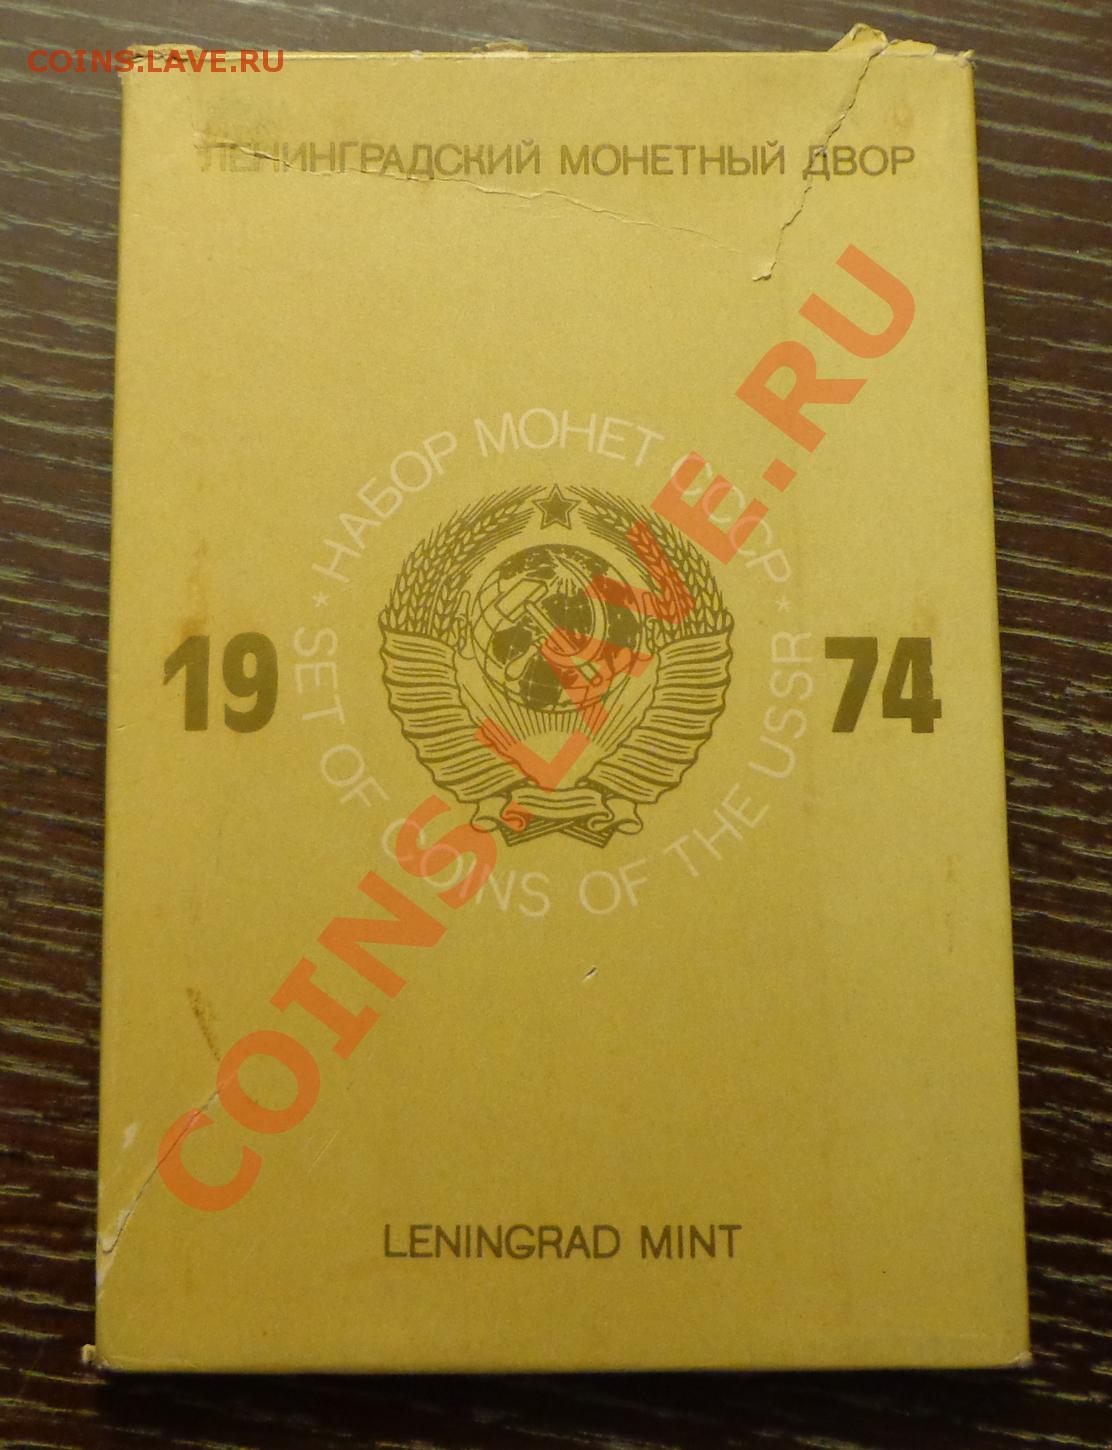 COINS.LAVE.RU
ЛЕНИНГРАДСКИЙ МОНЕТНЫЙ ДВОР
* НАБОР МОНЕТ СССР *
19 74
SET OF COINS OF THE USSR
COINS.LAVE.RU
LENINGRAD MINT